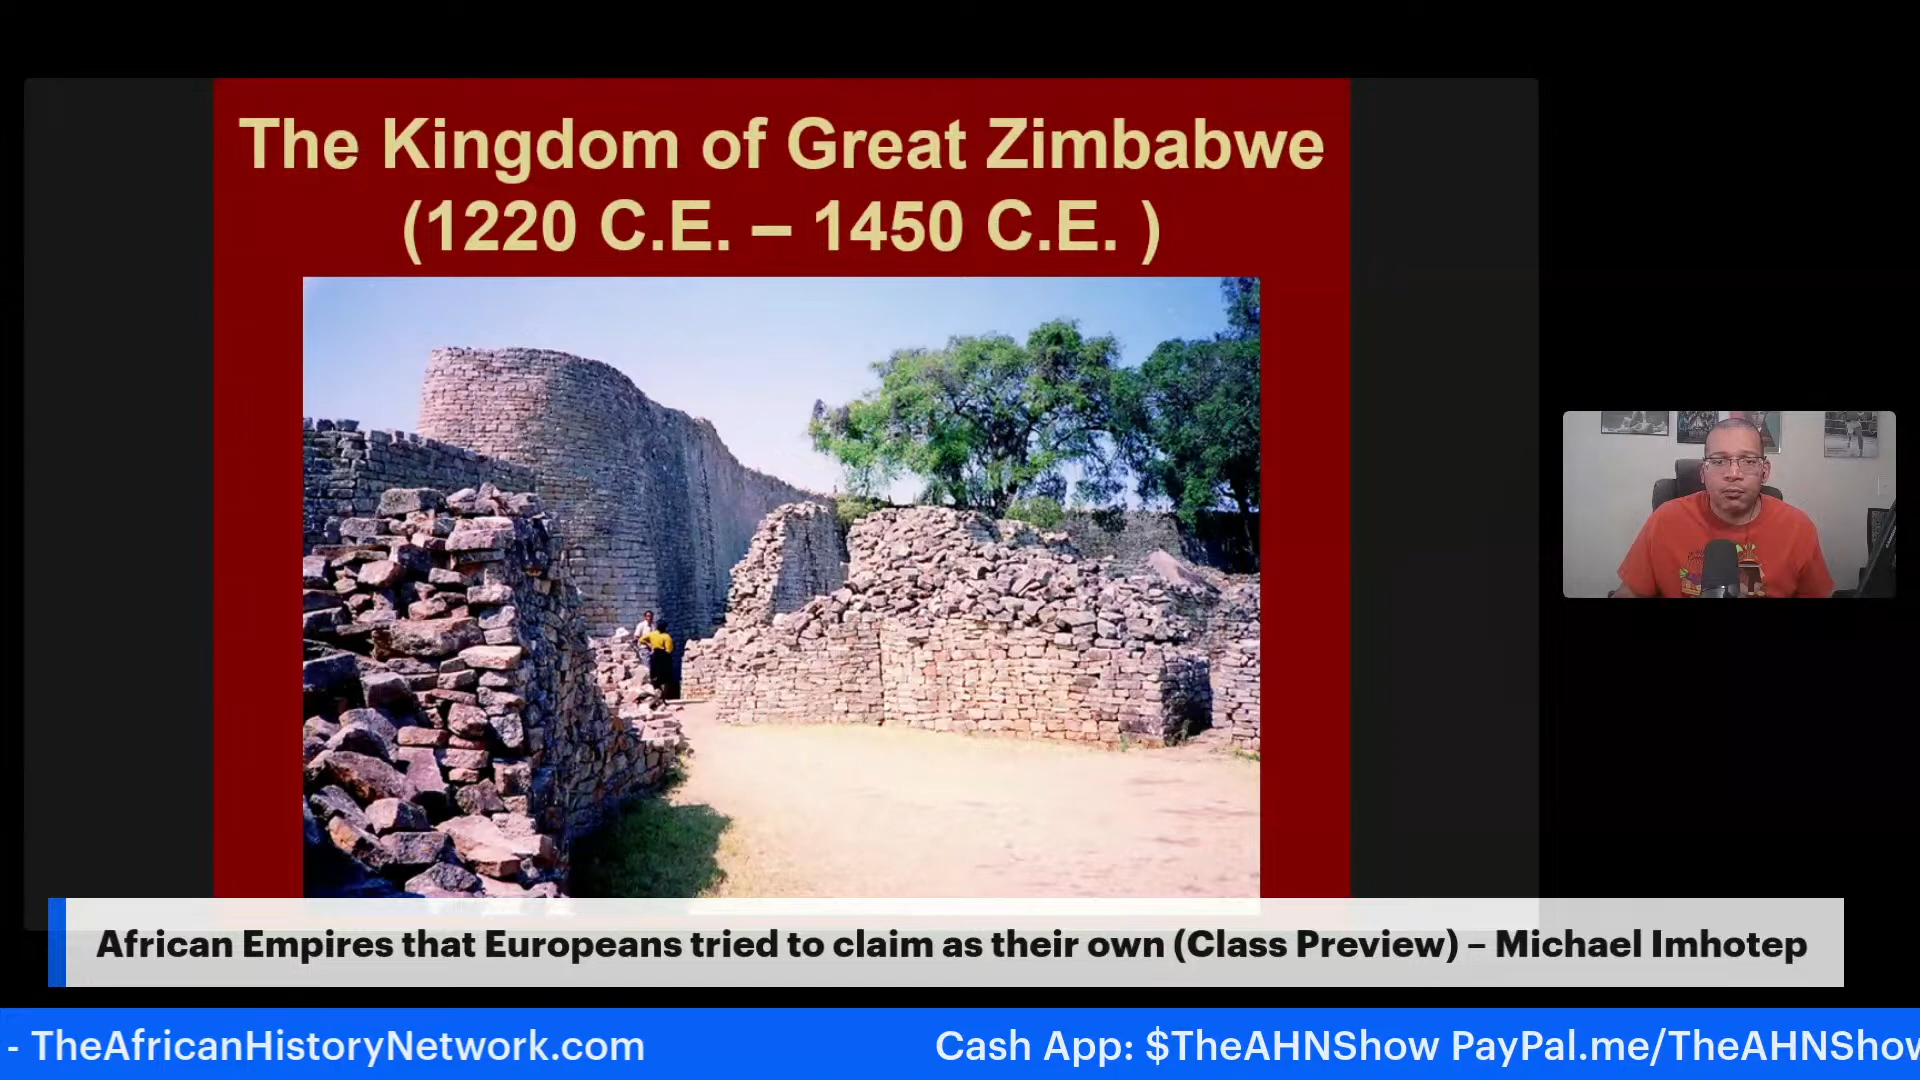 The Kingdom of Great Zimbabwe
(1220 C.E. – 1450 C.E. )
African Empires that Europeans tried to claim as their own (Class Preview) – Michael Imhotep
- TheAfricanHistoryNetwork.com Cash App: $TheAHNShow PayPal.me/TheAHNShow